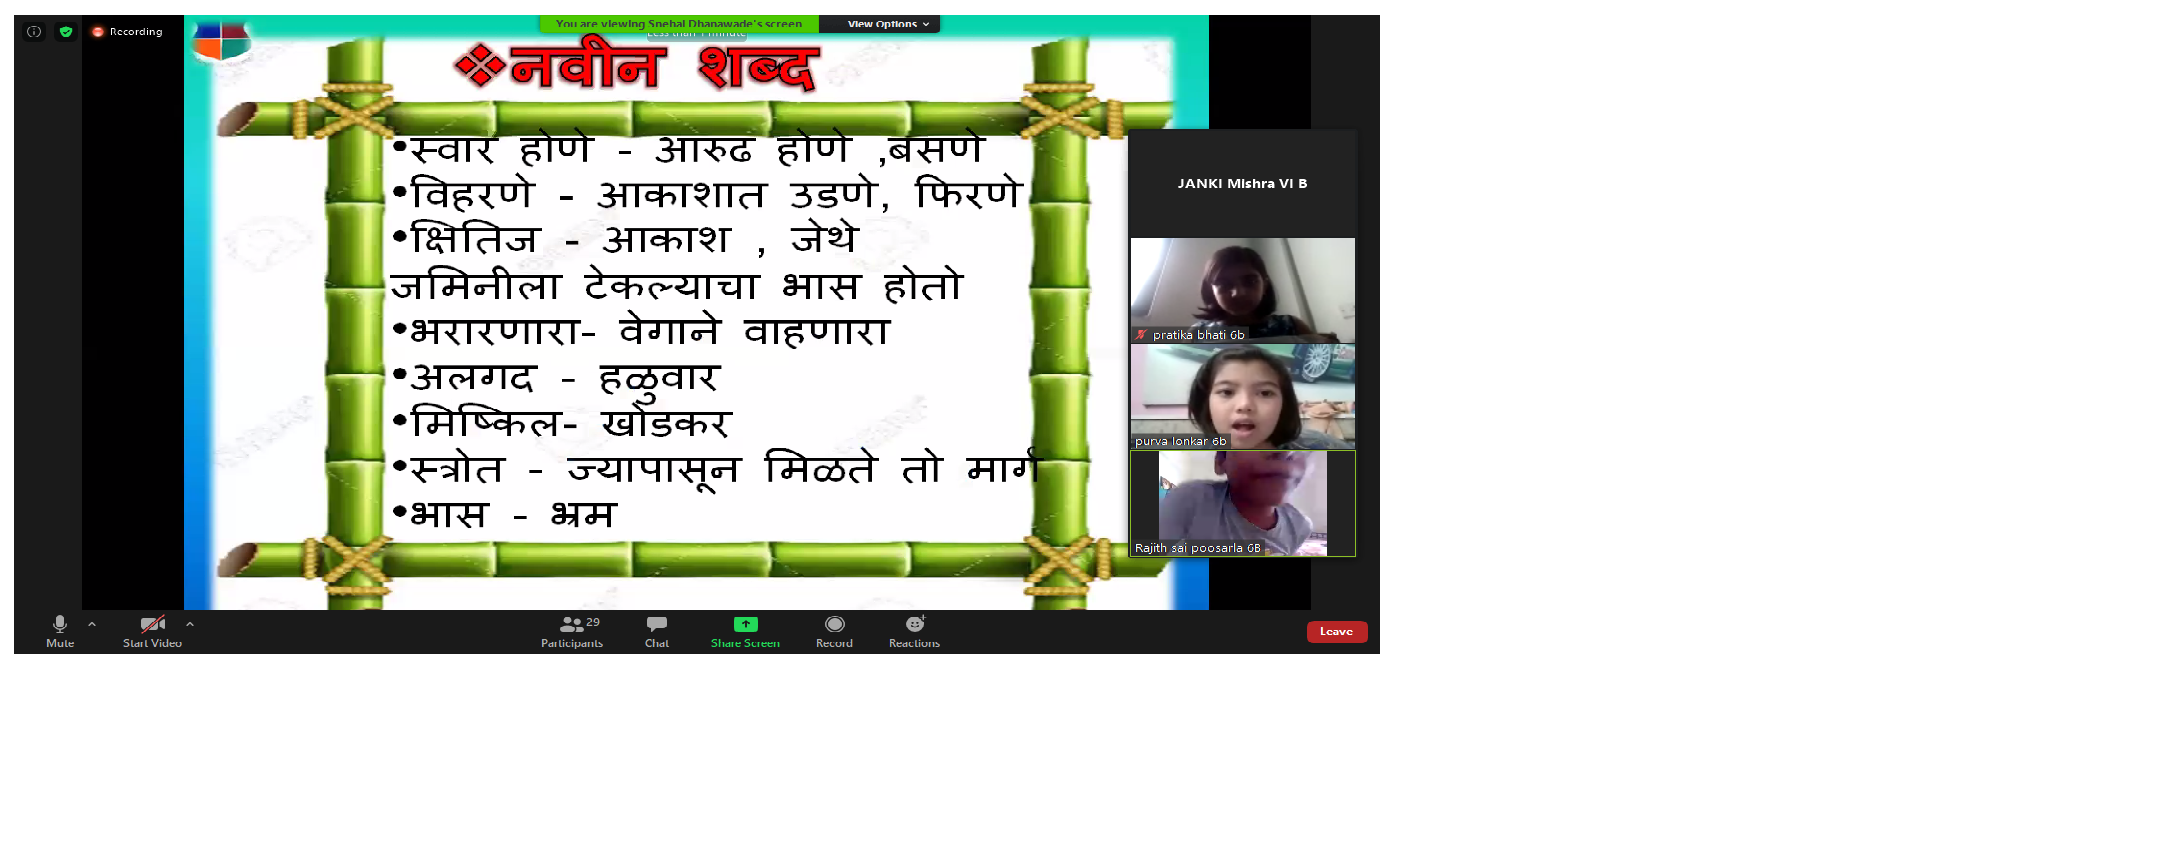 Recording
You are viewing Snehal Dhanawade's screen
View Options
Less than 1 minute
❖नवीन शब्द
•स्वार होणे - आरुढ होणे ,बसणे
•विहरणे - आकाशात उडणे, फिरणे
•क्षितिज - आकाश , जेथे
जमिनीला टेकल्याचा भास होतो
•भरारणारा- वेगाने वाहणारा
•अलगद - हळुवार
•मिष्किल- खोडकर
•स्त्रोत - ज्यापासून मिळते तो मार्ग
•भास - भ्रम
JANKI Mishra VI B
pratika bhati 6b
purva lonkar 6b
Rajith sai poosarla 6B
Mute
Start Video
29
Participants
Chat
Share Screen
Record
Reactions
Leave